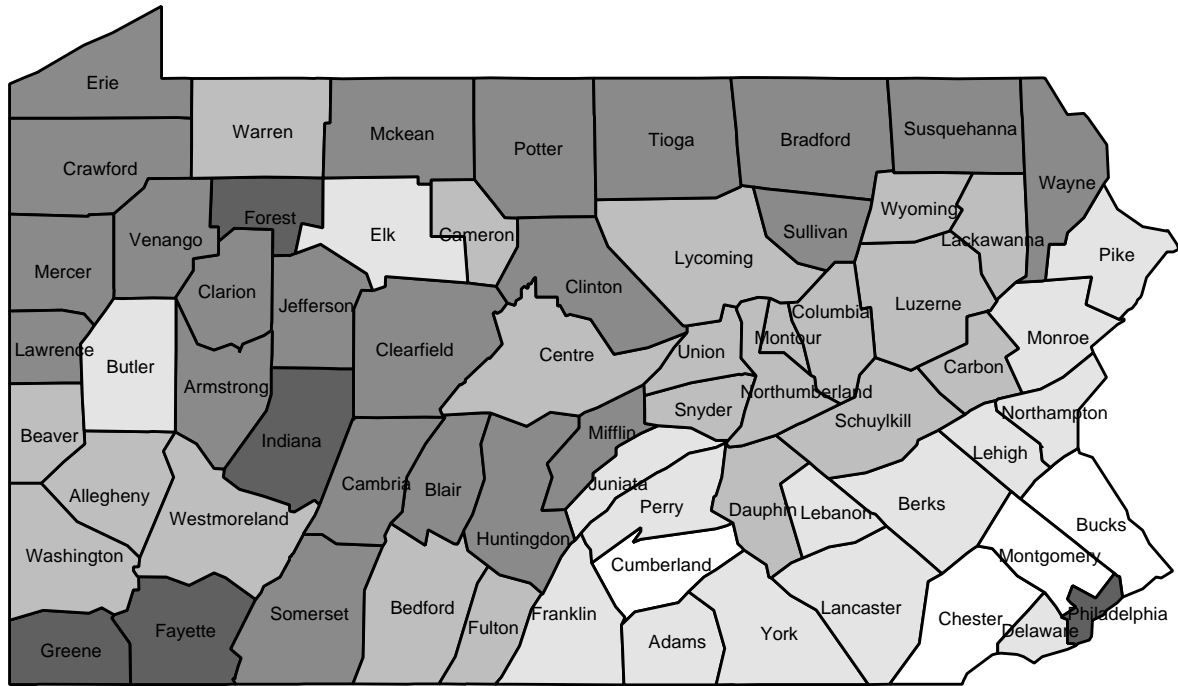 Erie
Warren
Mckean
Potter
Tioga
Bradford
Susquehanna
Crawford
Wayne
Forest
Venango
Elk
Cameron
Wyoming
Sullivan
Lackawanna
Pike
Lycoming
Mercer
Clarion
Jefferson
Clinton
Luzerne
Columbia
Montour
Monroe
Lawrence
Butler
Clearfield
Centre
Union
Carbon
Armstrong
Northumberland
Snyder
Northampton
Schuylkill
Beaver
Indiana
Mifflin
Lehigh
Allegheny
Cambria
Blair
Juniata
Perry
Dauphin
Lebanon
Berks
Westmoreland
Bucks
Huntingdon
Washington
Cumberland
Montgomery
Somerset
Bedford
Franklin
Lancaster
Philadelphia
Chester
Fayette
Fulton
Adams
York
Delaware
Greene